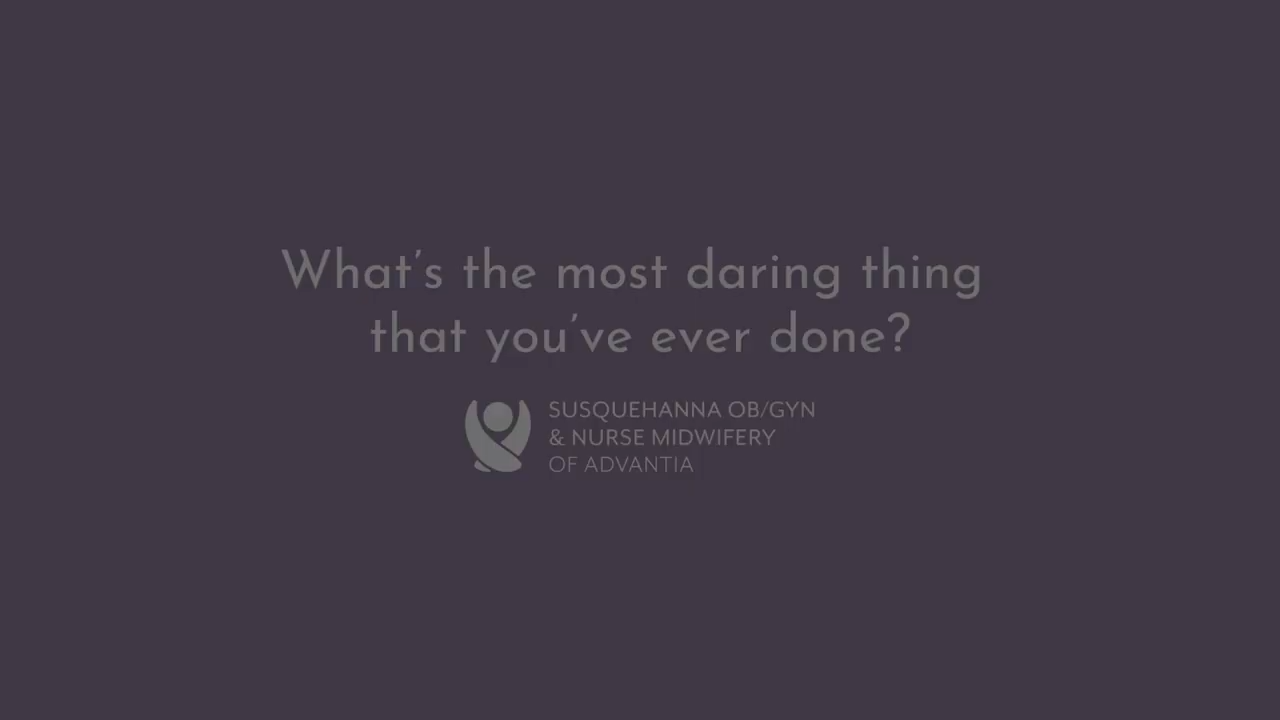 What's the most daring thing
that you've ever done?
SUSQUEHANNA OB/GYN
& NURSE MIDWIFERY
OF ADVANTIA